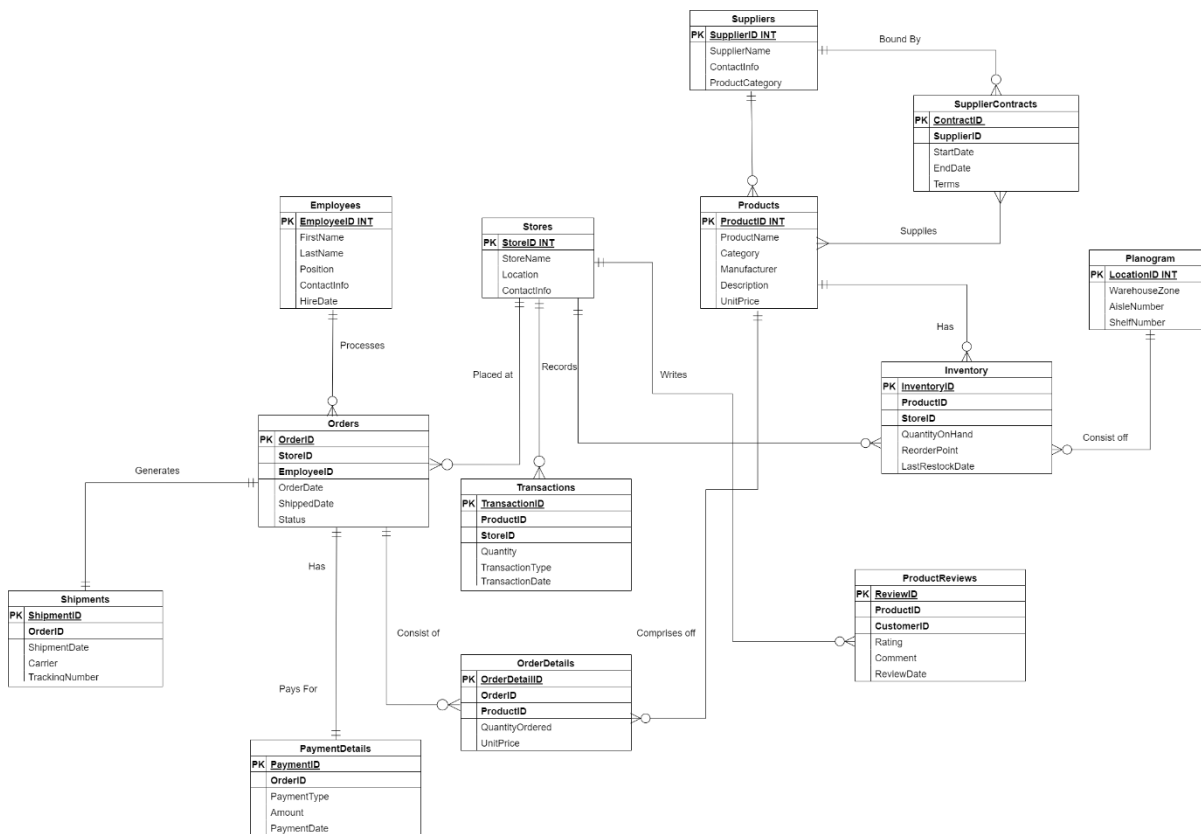 Suppliers
PK SupplierID INT
SupplierName
ContactInfo
ProductCategory
Bound By
SupplierContracts
PK ContractID
SupplierID
StartDate
EndDate
Terms
Employees
PK EmployeeID INT
FirstName
LastName
Position
ContactInfo
HireDate
Stores
PK StoreID INT
StoreName
Location
ContactInfo
Products
PK ProductID INT
ProductName
Category
Manufacturer
Description
UnitPrice
Supplies
Planogram
PK LocationID INT
WarehouseZone
AisleNumber
ShelfNumber
Processes
Placed at
Records
Writes
Has
Inventory
PK InventoryID
ProductID
StoreID
QuantityOnHand
ReorderPoint
LastRestockDate
Consist off
Orders
PK OrderID
StoreID
EmployeeID
OrderDate
ShippedDate
Status
Generates
Transactions
PK TransactionID
ProductID
StoreID
Quantity
TransactionType
TransactionDate
Has
Shipments
PK ShipmentID
OrderID
ShipmentDate
Carrier
TrackingNumber
ProductReviews
PK ReviewID
ProductID
CustomerID
Rating
Comment
ReviewDate
Consist of
Comprises off
OrderDetails
PK OrderDetailID
OrderID
ProductID
QuantityOrdered
UnitPrice
Pays For
PaymentDetails
PK PaymentID
OrderID
PaymentType
Amount
PaymentDate